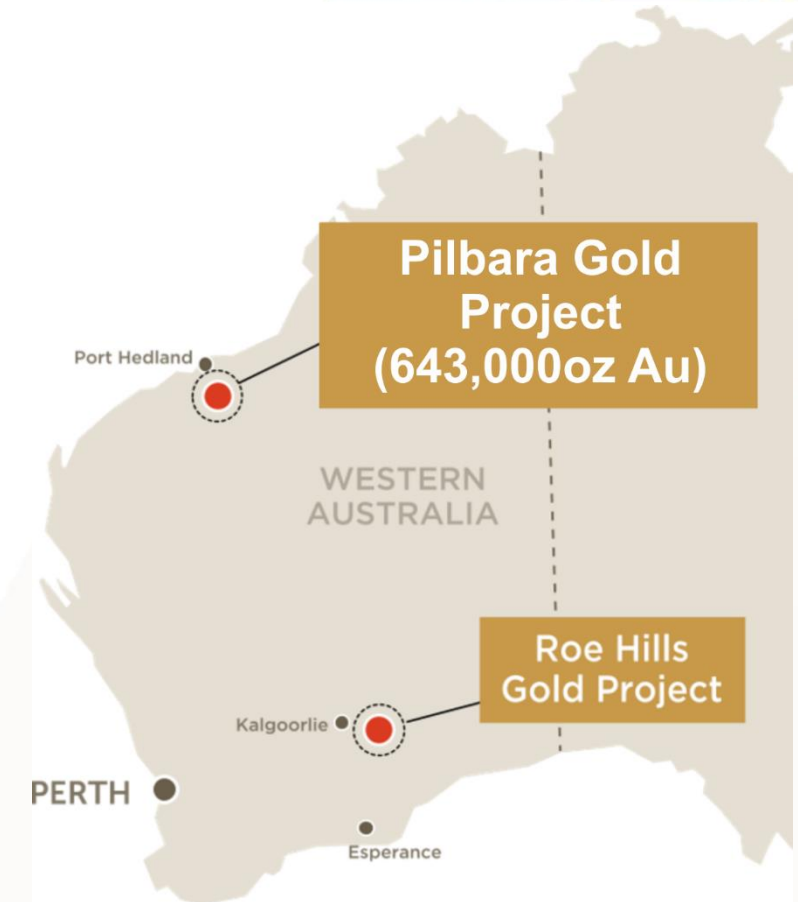 Pilbara Gold
Project
(643,000oz Au)
Port Hedland
WESTERN
AUSTRALIA
Roe Hills
Gold Project
Kalgoorlie
PERTH
Esperance